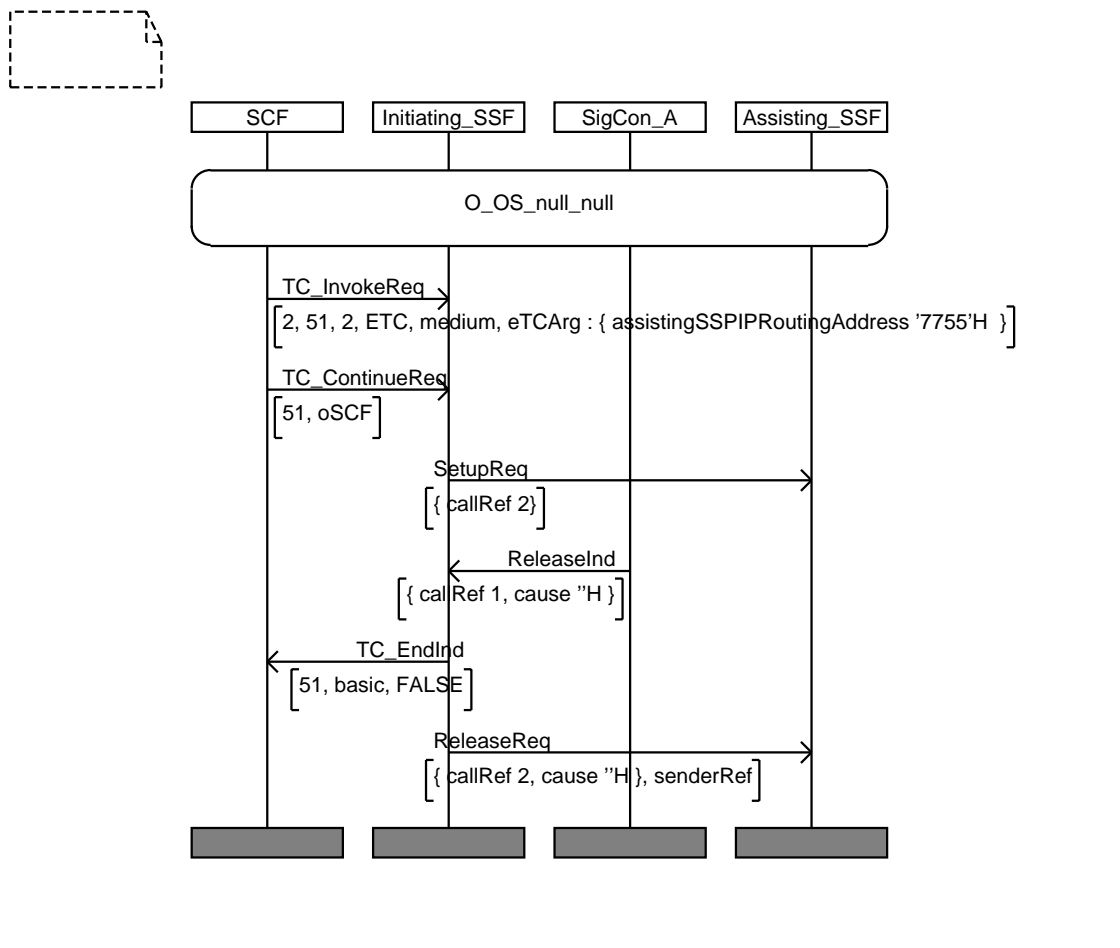 SCF
Initiating_SSF
SigCon_A
Assisting_SSF
O_OS_null_null
TC_InvokeReq
2, 51, 2, ETC, medium, eTCArg : { assistingSSPIPRoutingAddress '7755'H }
TC_ContinueReq
51, oSCF
SetupReq
{ callRef 2}
ReleaseInd
{ callRef 1, cause ''H }
TC_EndInd
51, basic, FALSE
ReleaseReq
{ callRef 2, cause ''H }, senderRef